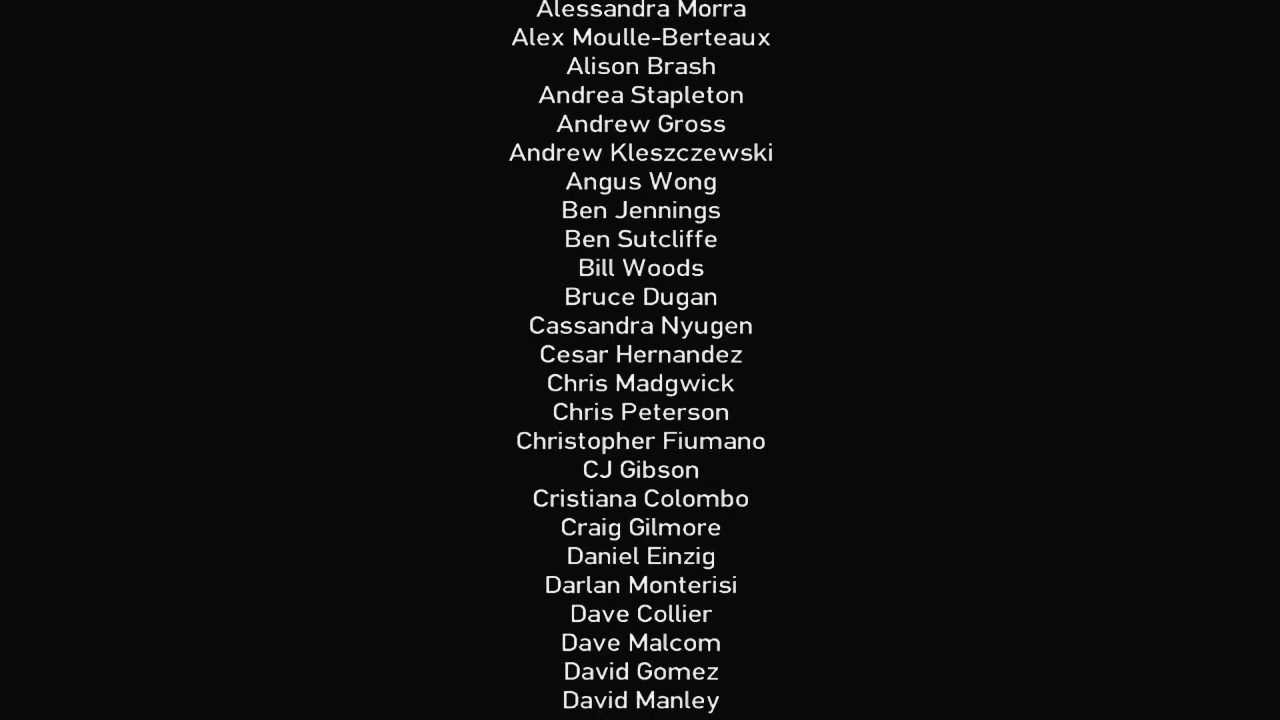 Alessandra Morra
Alex Moulle-Berteaux
Alison Brash
Andrea Stapleton
Andrew Gross
Andrew Kleszczewski
Angus Wong
Ben Jennings
Ben Sutcliffe
Bill Woods
Bruce Dugan
Cassandra Nyugen
Cesar Hernandez
Chris Madgwick
Chris Peterson
Christopher Fiumano
CJ Gibson
Cristiana Colombo
Craig Gilmore
Daniel Einzig
Darlan Monterisi
Dave Collier
Dave Malcom
David Gomez
David Manley